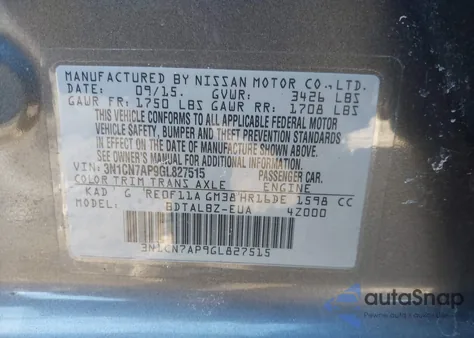 MANUFACTURED BY NISSAN MOTOR CO., LTD.
DATE: 09/15. GVWR: 3426 LBS
GAWR FR: 1750 LBS GAWR RR: 1708 LBS
THIS VEHICLE CONFORMS TO ALL APPLICABLE FEDERAL MOTOR
VEHICLE SAFETY, BUMPER AND THEFT PREVENTION STANDARDS
IN EFFECT ON THE DATE OF MANUFACTURE SHOWN ABOVE.
SEE OWNER'S MANUAL FOR MORE INFORMATION.
VIN: 3N1CN7AP9GL827515 PASSENGER CAR.
COLOR TRIM TRANS AXLE ENGINE
KAD G RE0F11A GM38 HR16DE 1598 CC
MODEL: BDTALBZ-EUA 4Z000
3N1CN7AP9GL827515
autoSnap